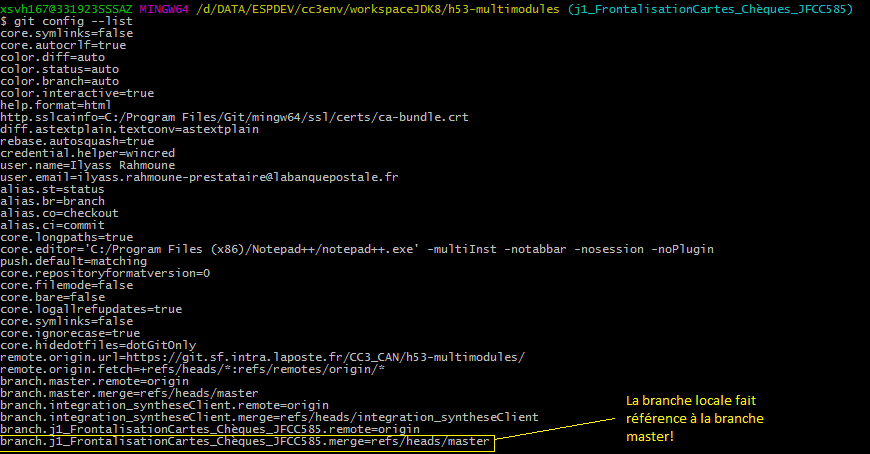 xsvh167@331923SSSAZ MINGW64 /d/DATA/ESPDEV/cc3env/workspaceJDK8/h53-multimodules (j1_FrontalisationCartes_Chèques_JFCC585)
$ git config --list
core.symlinks=false
core.autocrlf=true
color.diff=auto
color.status=auto
color.branch=auto
color.interactive=true
help.format=html
http.sslcainfo=C:/Program Files/Git/mingw64/ssl/certs/ca-bundle.crt
diff.astextplain.textconv=astextplain
rebase.autosquash=true
credential.helper=wincred
user.name=Ilyass Rahmoune
user.email=ilyass.rahmoune-prestataire@labanquepostale.fr
alias.st=status
alias.br=branch
alias.co=checkout
alias.ci=commit
core.longpaths=true
core.editor='C:/Program Files (x86)/Notepad++/notepad++.exe' -multiInst -notabbar -nosession -noPlugin
push.default=matching
core.repositoryformatversion=0
core.filemode=false
core.bare=false
core.logallrefupdates=true
core.symlinks=false
core.ignorecase=true
core.hidedotfiles=dotGitOnly
remote.origin.url=https://git.sf.intra.laposte.fr/CC3_CAN/h53-multimodules/
remote.origin.fetch=+refs/heads/*:refs/remotes/origin/*
branch.master.remote=origin
branch.master.merge=refs/heads/master
branch.integration_syntheseClient.remote=origin
branch.integration_syntheseClient.merge=refs/heads/integration_syntheseClient
branch.j1_FrontalisationCartes_Chèques_JFCC585.remote=origin
branch.j1_FrontalisationCartes_Chèques_JFCC585.merge=refs/heads/master
La branche locale fait
référence à la branche
master!